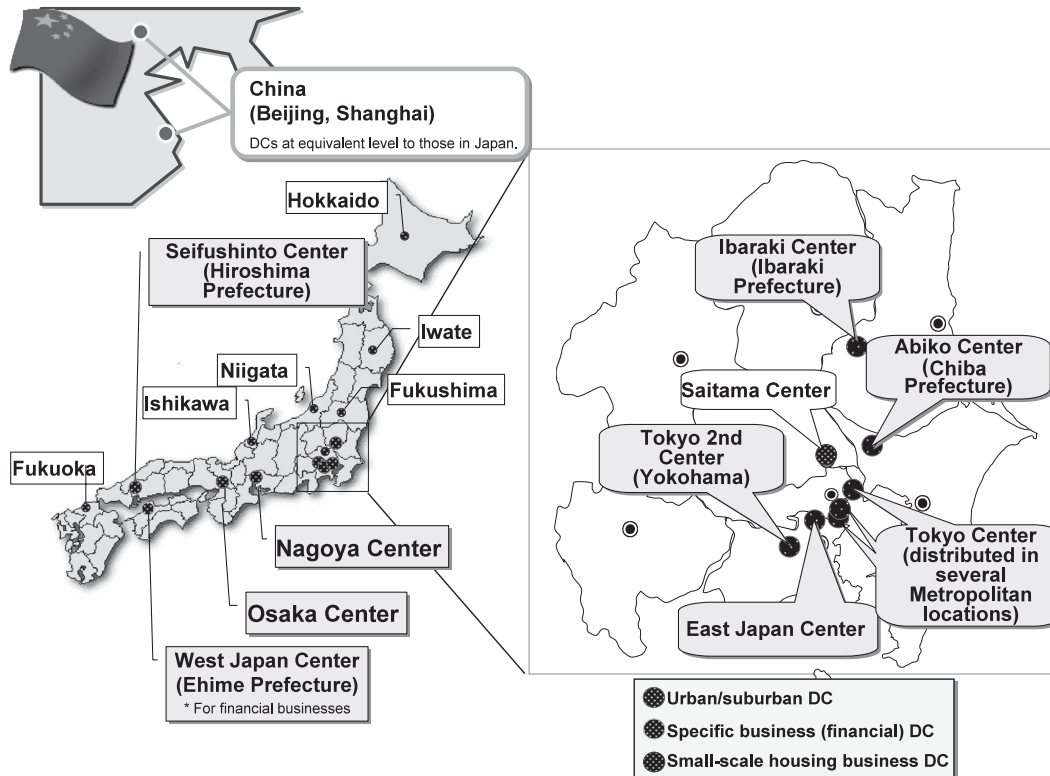 China
(Beijing, Shanghai)
DCs at equivalent level to those in Japan.
Hokkaido
Seifushinto Center
(Hiroshima
Prefecture)
Iwate
Niigata
Fukushima
Ishikawa
Fukuoka
Nagoya Center
Osaka Center
West Japan Center
(Ehime Prefecture)
* For financial businesses
Ibaraki Center
(Ibaraki
Prefecture)
Abiko Center
(Chiba
Prefecture)
Saitama Center
Tokyo 2nd
Center
(Yokohama)
Tokyo Center
(distributed in
several
Metropolitan
locations)
East Japan Center
Urban/suburban DC
Specific business (financial) DC
Small-scale housing business DC